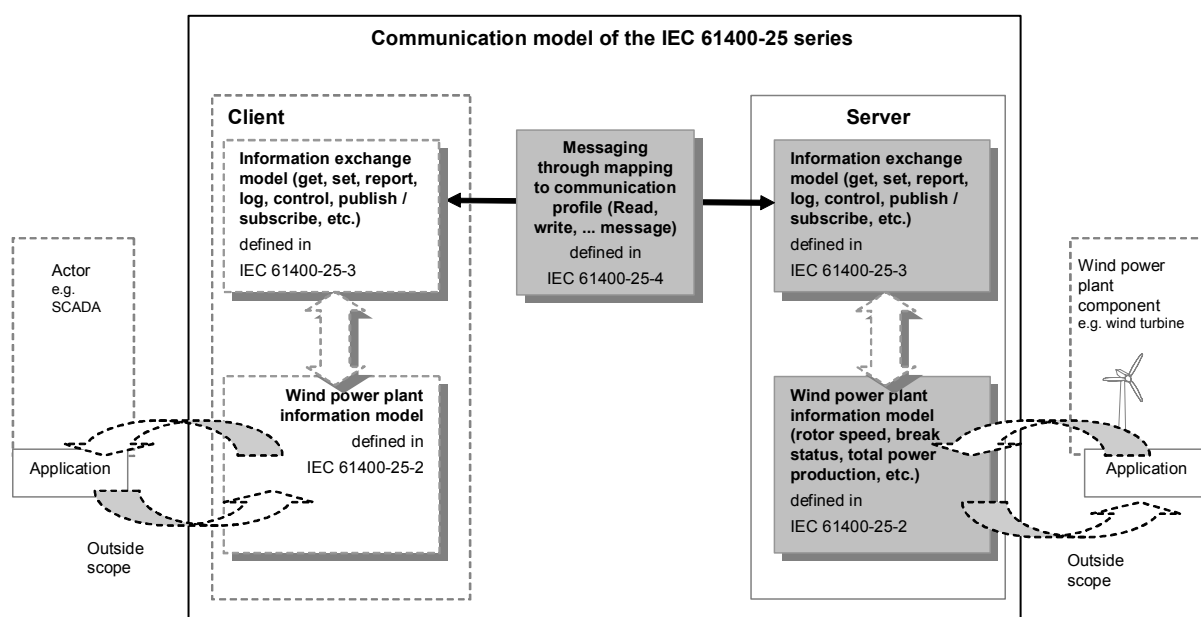 Communication model of the IEC 61400-25 series
Client
Information exchange
model (get, set, report,
log, control, publish /
subscribe, etc.)
defined in
IEC 61400-25-3
Wind power plant
information model
defined in
IEC 61400-25-2
Messaging
through mapping
to communication
profile (Read,
write, ... message)
defined in
IEC 61400-25-4
Server
Information exchange
model (get, set, report,
log, control, publish /
subscribe, etc.)
defined in
IEC 61400-25-3
Wind power plant
information model
(rotor speed, break
status, total power
production, etc.)
defined in
IEC 61400-25-2
Actor
e.g.
SCADA
Application
Outside
scope
Wind power
plant
component
e.g. wind turbine
Application
Outside
scope